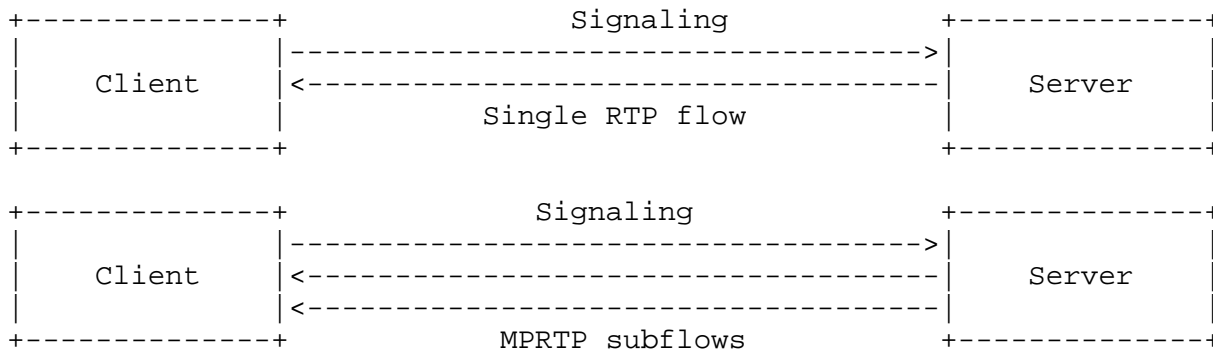 +---------------+               Signaling            +---------------+
|               |----------------------------------->|               |
|    Client     |<-----------------------------------|    Server     |
|               |          Single RTP flow           |               |
+---------------+                                    +---------------+
+---------------+             Signaling              +---------------+
|               |----------------------------------->|               |
|    Client     |<-----------------------------------|    Server     |
|               |<-----------------------------------|               |
+---------------+            MPRTP subflows          +---------------+